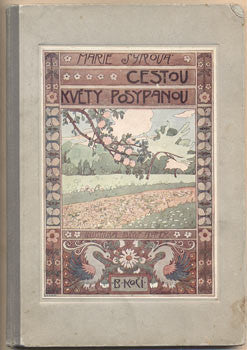 MARIE SÝROVÁ
CESTOU
KVĚTY POSYPANOU
B. KOČÍ